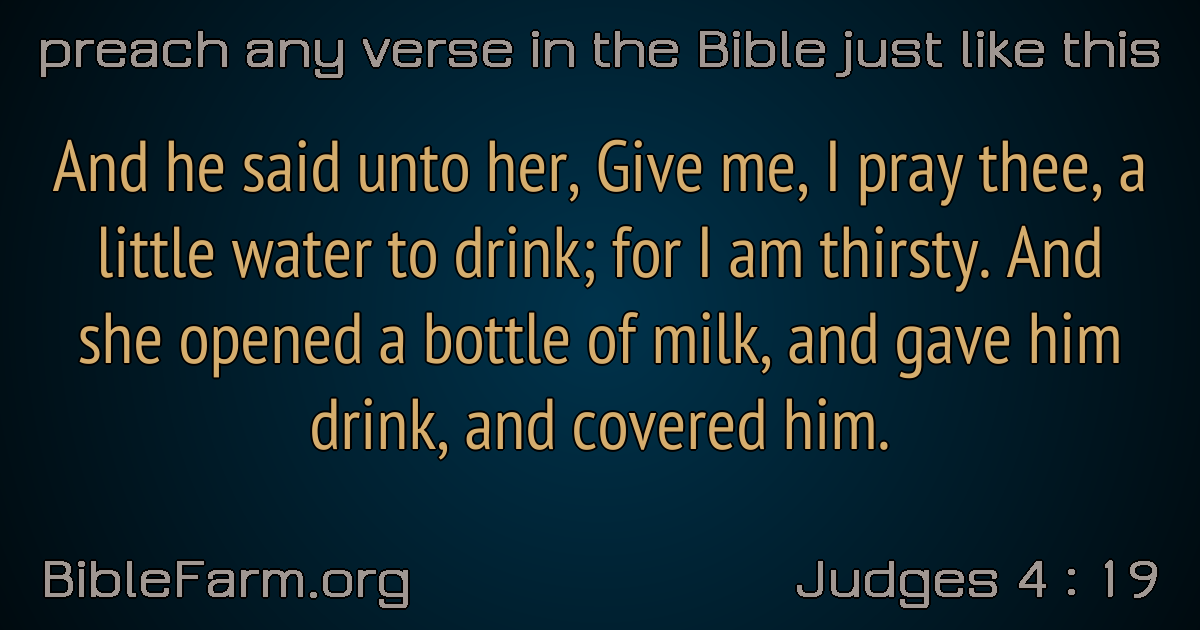 preach any verse in the Bible just like this
And he said unto her, Give me, I pray thee, a
little water to drink; for I am thirsty. And
she opened a bottle of milk, and gave him
drink, and covered him.
BibleFarm.org
Judges 4 : 19